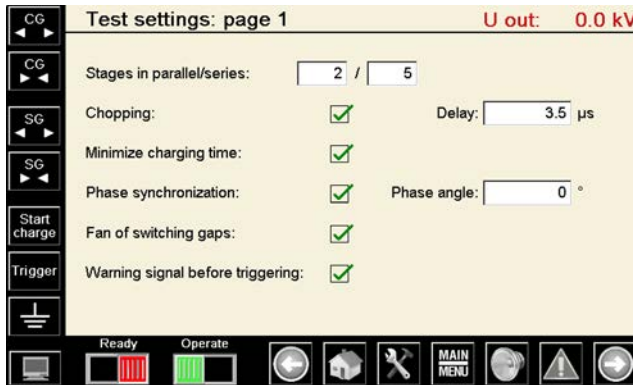 CG
Test settings: page 1
U out: 0.0 kV
CG
Stages in parallel/series: 2 / 5
SG
Chopping: Delay: 3.5 µs
Minimize charging time:
SG
Phase synchronization: Phase angle: 0 °
Start
charge
Fan of switching gaps:
Trigger
Warning signal before triggering:
Ready
Operate
MAIN
MENU